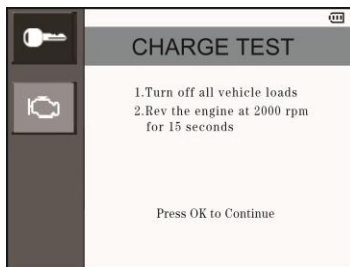 CHARGE TEST
1.Turn off all vehicle loads
2.Rev the engine at 2000 rpm
for 15 seconds
Press OK to Continue